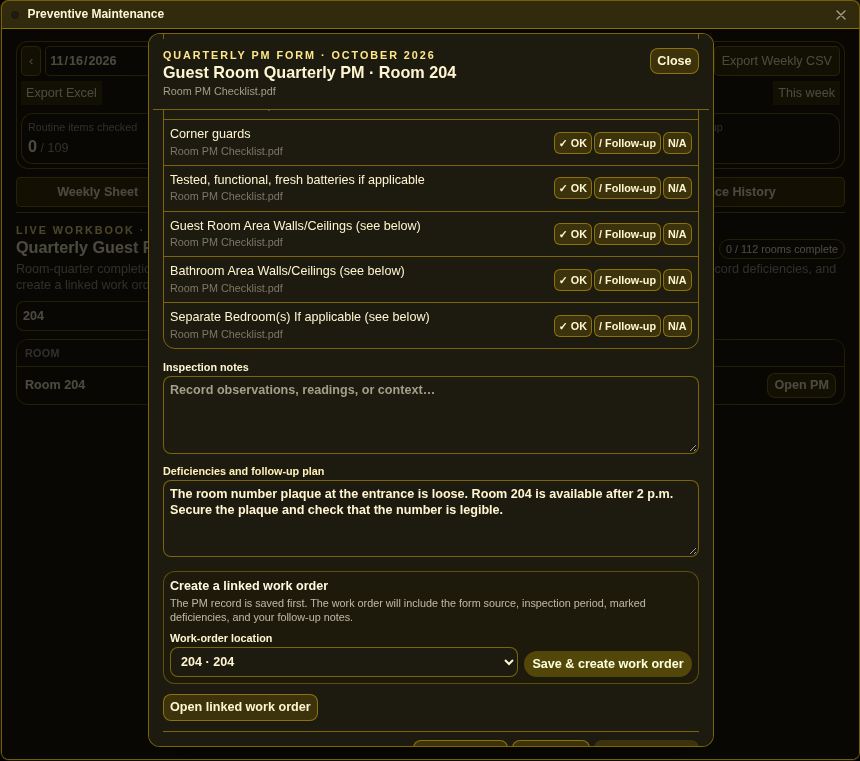 Preventive Maintenance
‹
11/16/2026
Export Weekly CSV
Export Excel
This week
Routine items checked
0 / 109
Weekly Sheet
LIVE WORKBOOK ·
Quarterly Guest
0 / 112 rooms complete
create a linked work
204
ROOM
Room 204
Open PM
QUARTERLY PM FORM · OCTOBER 2026
Guest Room Quarterly PM · Room 204
Room PM Checklist.pdf
Close
Corner guards
Room PM Checklist.pdf
✓ OK / Follow-up N/A
Tested, functional, fresh batteries if applicable
Room PM Checklist.pdf
✓ OK / Follow-up N/A
Guest Room Area Walls/Ceilings (see below)
Room PM Checklist.pdf
✓ OK / Follow-up N/A
Bathroom Area Walls/Ceilings (see below)
Room PM Checklist.pdf
✓ OK / Follow-up N/A
Separate Bedroom(s) If applicable (see below)
Room PM Checklist.pdf
✓ OK / Follow-up N/A
Inspection notes
Record observations, readings, or context…
Deficiencies and follow-up plan
The room number plaque at the entrance is loose. Room 204 is available after 2 p.m.
Secure the plaque and check that the number is legible.
Create a linked work order
The PM record is saved first. The work order will include the form source, inspection period, marked
deficiencies, and your follow-up notes.
Work-order location
204 · 204
Save & create work order
Open linked work order